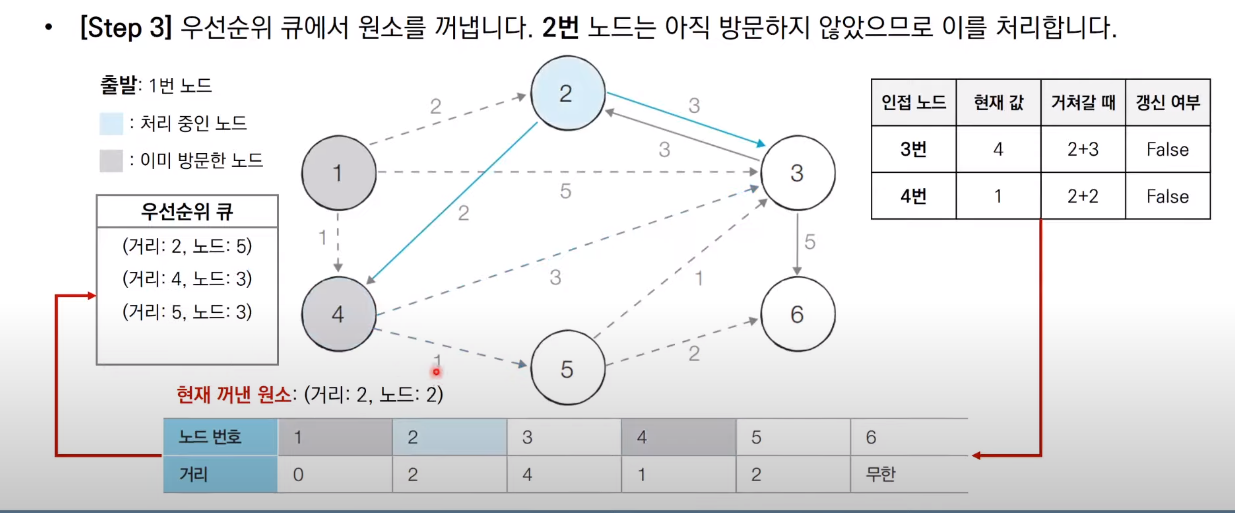 • [Step 3] 우선순위 큐에서 원소를 꺼냅니다. 2번 노드는 아직 방문하지 않았으므로 이를 처리합니다.
출발: 1번 노드
: 처리 중인 노드
: 이미 방문한 노드
우선순위 큐
(거리: 2, 노드: 5)
(거리: 4, 노드: 3)
(거리: 5, 노드: 3)
2
1
3
4
5
6
2
3
3
5
2
1
3
1
5
1
2
인접 노드 현재 값 거쳐갈 때 갱신 여부
3번 4 2+3 False
4번 1 2+2 False
현재 꺼낸 원소: (거리: 2, 노드: 2)
노드 번호 1 2 3 4 5 6
거리 0 2 4 1 2 무한